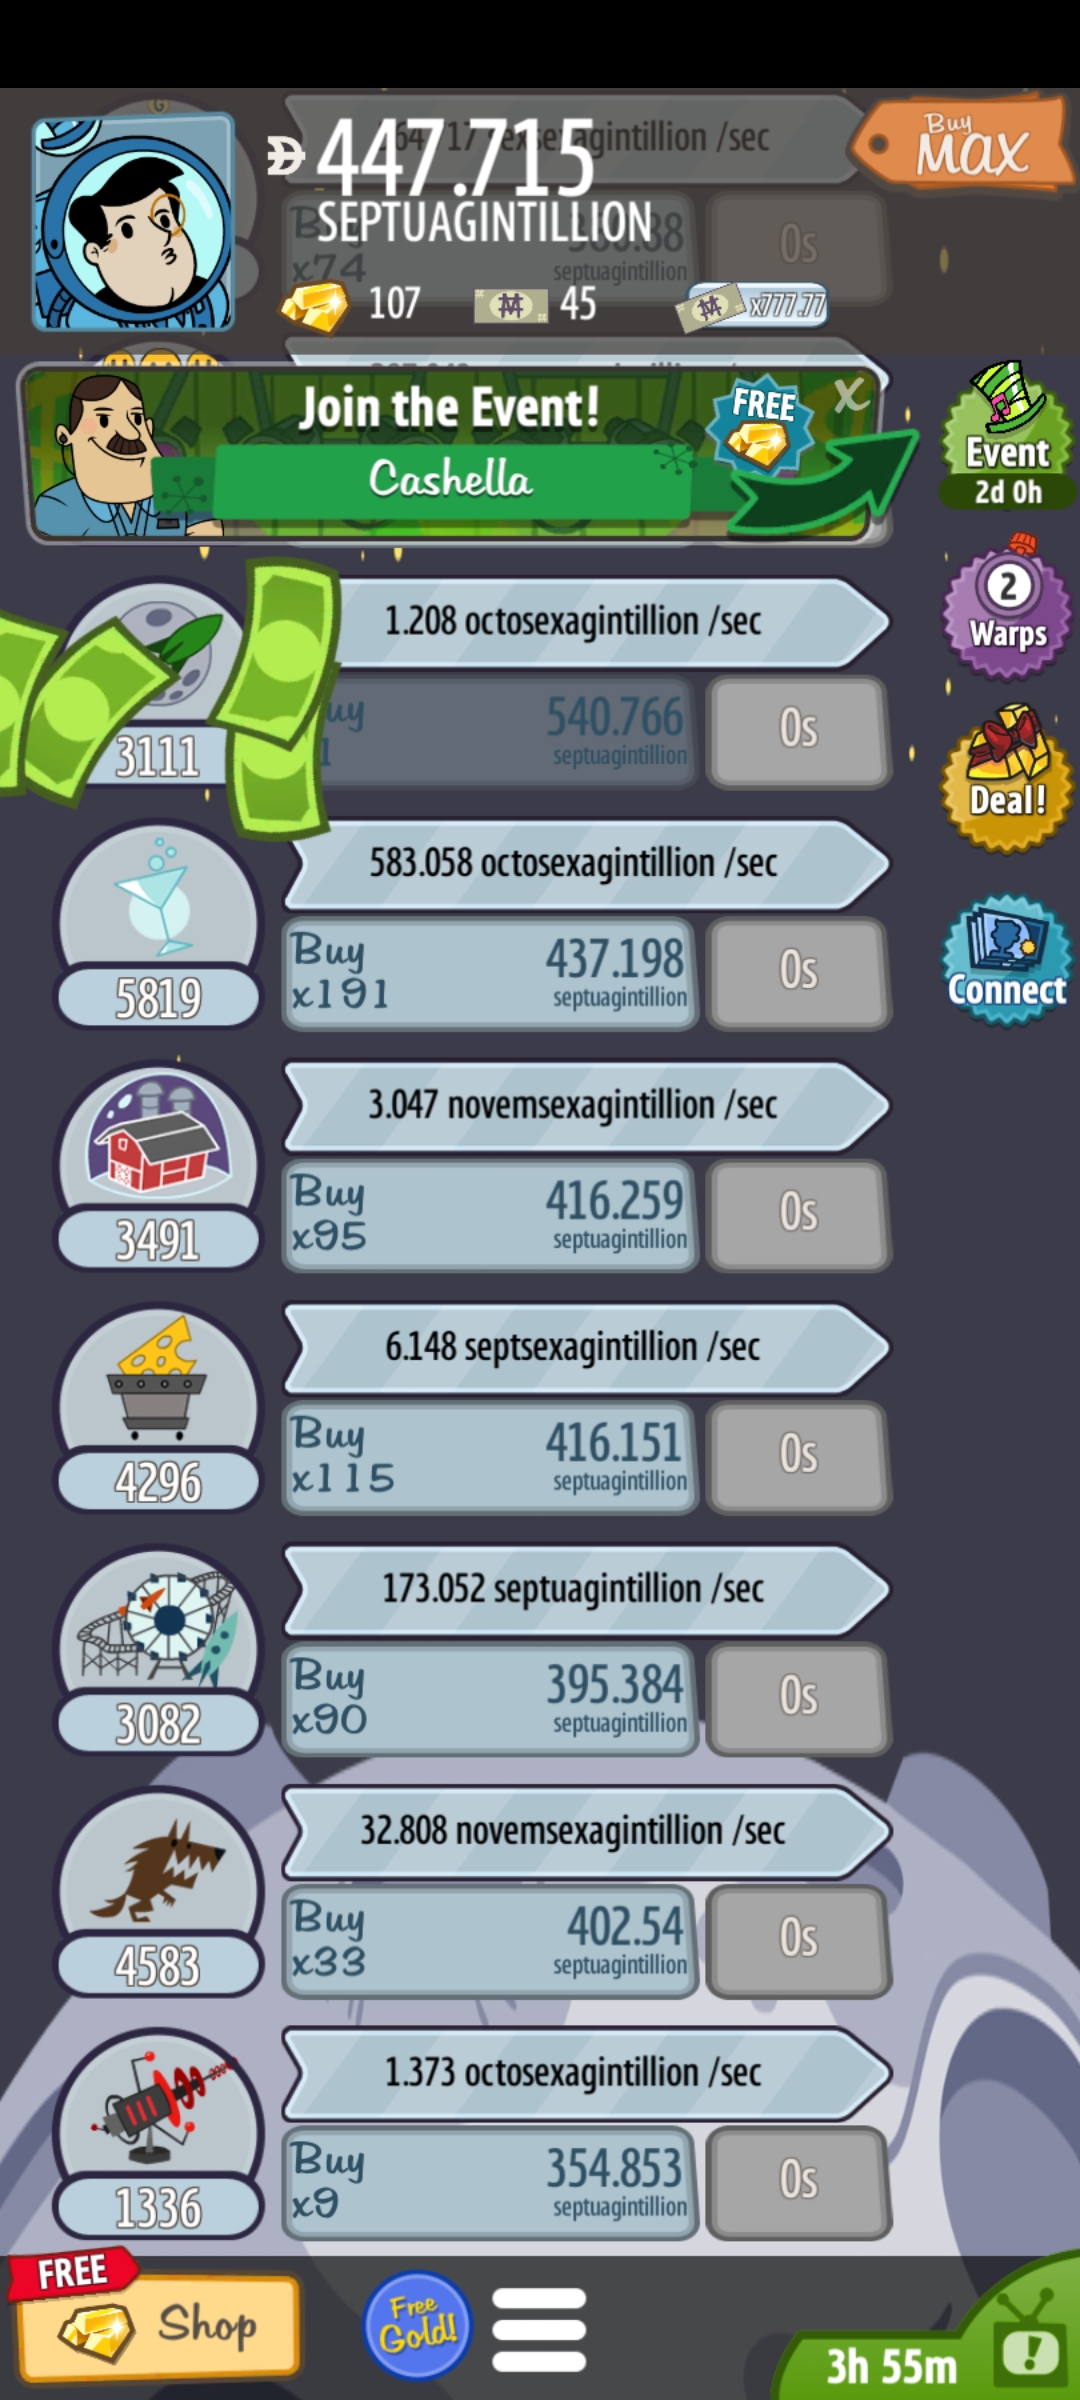 447.715
SEPTUAGINTILLION
Buy
MAX
x74
septuagintillion
0s
107
45
x777.77
Join the Event!
Cashella
FREE
X
Event
2d 0h
1.208 octosexagintillion /sec
540.766
septuagintillion
0s
3111
2
Warps
Deal!
583.058 octosexagintillion /sec
Buy
x191
437.198
septuagintillion
0s
5819
Connect
3.047 novemsexagintillion /sec
Buy
x95
416.259
septuagintillion
0s
3491
6.148 septsexagintillion /sec
Buy
x115
416.151
septuagintillion
0s
4296
173.052 septuagintillion /sec
Buy
x90
395.384
septuagintillion
0s
3082
32.808 novemsexagintillion /sec
Buy
x33
402.54
septuagintillion
0s
4583
1.373 octosexagintillion /sec
Buy
x9
354.853
septuagintillion
0s
1336
FREE
Shop
Free
Gold!
3h 55m